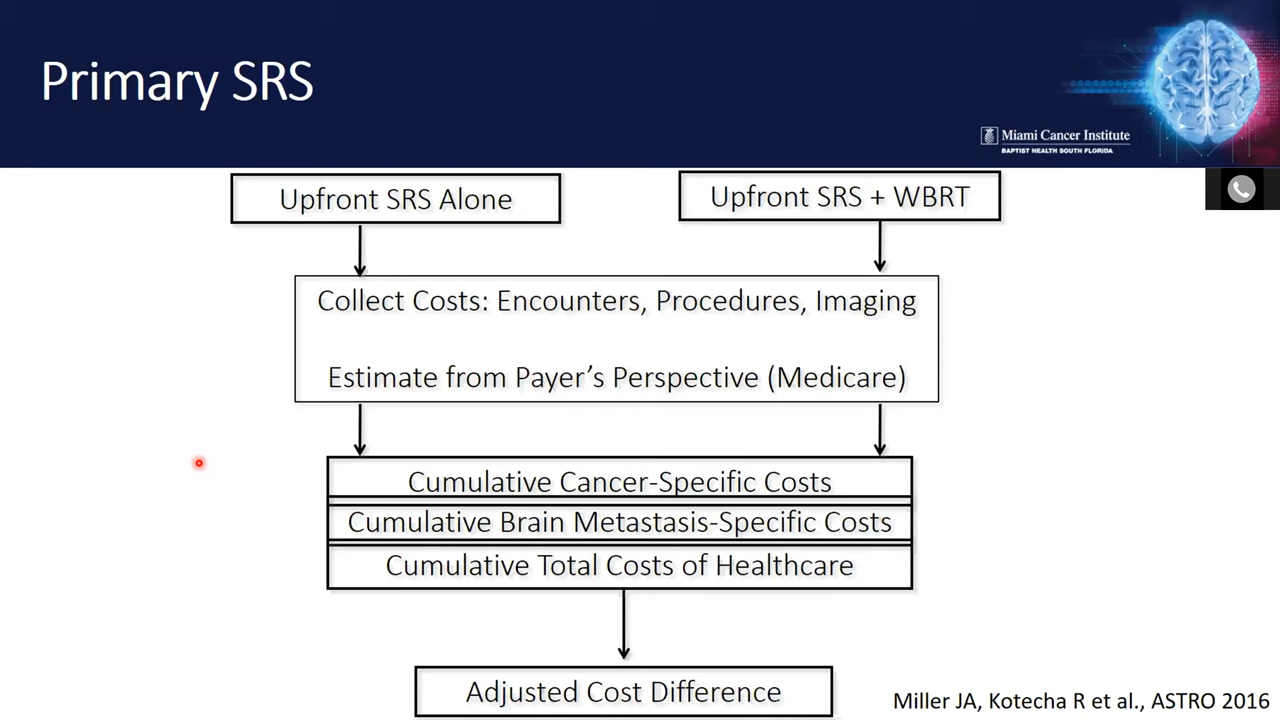 Primary SRS
Miami Cancer Institute
BAPTIST HEALTH SOUTH FLORIDA
Upfront SRS Alone
Upfront SRS + WBRT
Collect Costs: Encounters, Procedures, Imaging
Estimate from Payer’s Perspective (Medicare)
Cumulative Cancer-Specific Costs
Cumulative Brain Metastasis-Specific Costs
Cumulative Total Costs of Healthcare
Adjusted Cost Difference
Miller JA, Kotecha R et al., ASTRO 2016